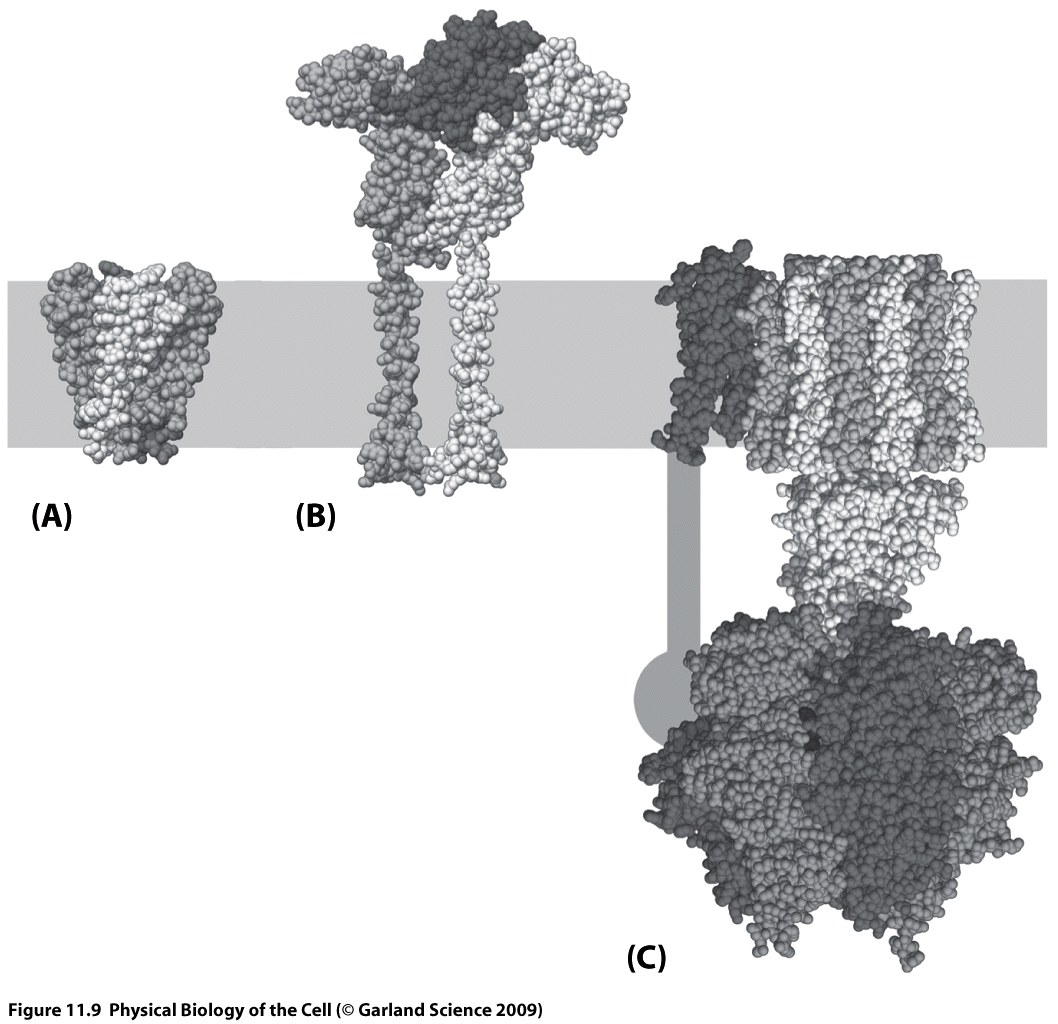 (A)
(B)
(C)
Figure 11.9 Physical Biology of the Cell (© Garland Science 2009)